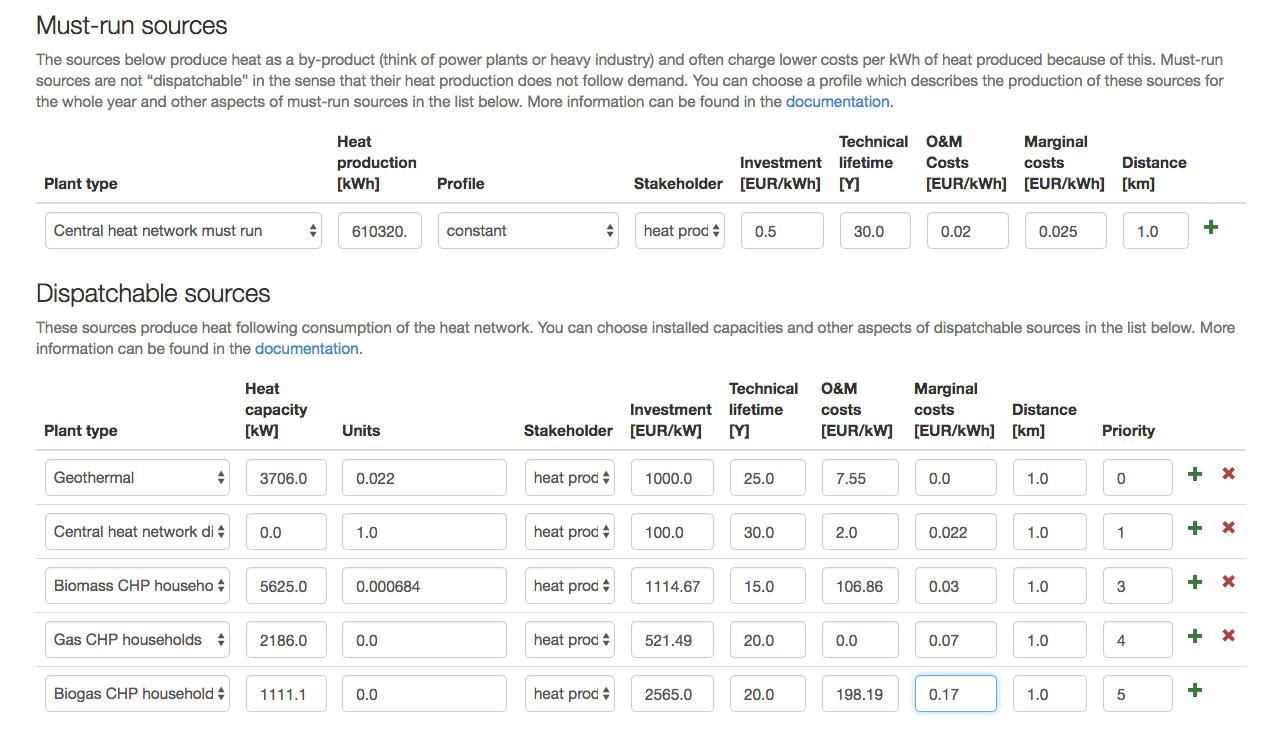 Must-run sources
The sources below produce heat as a by-product (think of power plants or heavy industry) and often charge lower costs per kWh of heat produced because of this. Must-run
sources are not “dispatchable” in the sense that their heat production does not follow demand. You can choose a profile which describes the production of these sources for
the whole year and other aspects of must-run sources in the list below. More information can be found in the documentation.
Plant type Heat production [kWh] Profile Stakeholder Investment [EUR/kWh] Technical lifetime [Y] O&M Costs [EUR/kWh] Marginal costs [EUR/kWh] Distance [km]
Central heat network must run 610320. constant heat prod 0.5 30.0 0.02 0.025 1.0
Dispatchable sources
These sources produce heat following consumption of the heat network. You can choose installed capacities and other aspects of dispatchable sources in the list below. More
information can be found in the documentation.
Plant type Heat capacity [kW] Units Stakeholder Investment [EUR/kW] Technical lifetime [Y] O&M costs [EUR/kW] Marginal costs [EUR/kWh] Distance [km] Priority
Geothermal 3706.0 0.022 heat prod 1000.0 25.0 7.55 0.0 1.0 0
Central heat network di 0.0 1.0 heat prod 100.0 30.0 2.0 0.022 1.0 1
Biomass CHP househo 5625.0 0.000684 heat prod 1114.67 15.0 106.86 0.03 1.0 3
Gas CHP households 2186.0 0.0 heat prod 521.49 20.0 0.0 0.07 1.0 4
Biogas CHP household 1111.1 0.0 heat prod 2565.0 20.0 198.19 0.17 1.0 5